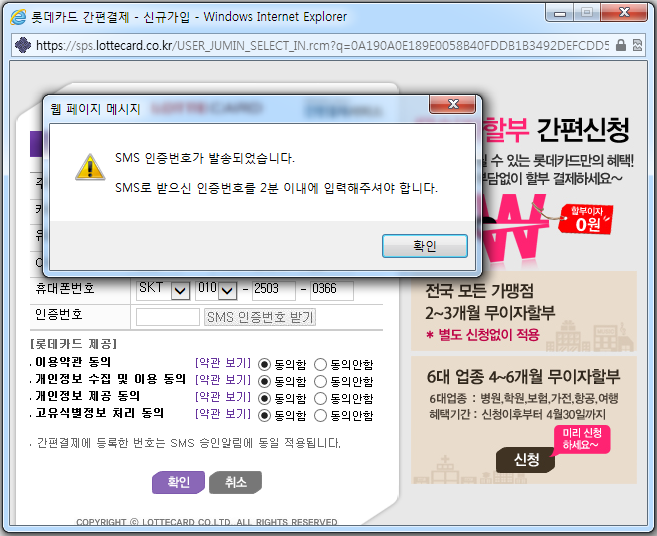 롯데카드 간편결제 - 신규가입 - Windows Internet Explorer
https://sps.lottecard.co.kr/USER_JUMIN_SELECT_IN.rcm?q=0A190A0E189E0058B40FDDB1B3492DEFCDD5
웹 페이지 메시지
SMS 인증번호가 발송되었습니다.
SMS로 받으신 인증번호를 2분 이내에 입력해주셔야 합니다.
확인
휴대폰번호 SKT 010 - 2503 - 0366
인증번호 SMS 인증번호 받기
[롯데카드 제공]
. 이용약관 동의 [약관 보기] 동의함 동의안함
. 개인정보 수집 및 이용 동의 [약관 보기] 동의함 동의안함
. 개인정보 제공 동의 [약관 보기] 동의함 동의안함
. 고유식별정보 처리 동의 [약관 보기] 동의함 동의안함
. 간편결제에 등록한 번호는 SMS 승인알림에 동일 적용됩니다.
확인 취소
COPYRIGHT ⓒ LOTTECARD CO.LTD. ALL RIGHTS RESERVED
할부 간편신청
수 있는 롯데카드만의 혜택!
부담없이 할부 결제하세요~
할부이자
0원
전국 모든 가맹점
2~3개월 무이자할부
* 별도 신청없이 적용
6대 업종 4~6개월 무이자할부
6대업종 : 병원,학원,보험,가전,항공,여행
혜택기간 : 신청이후부터 4월30일까지
미리 신청
하세요~
신청